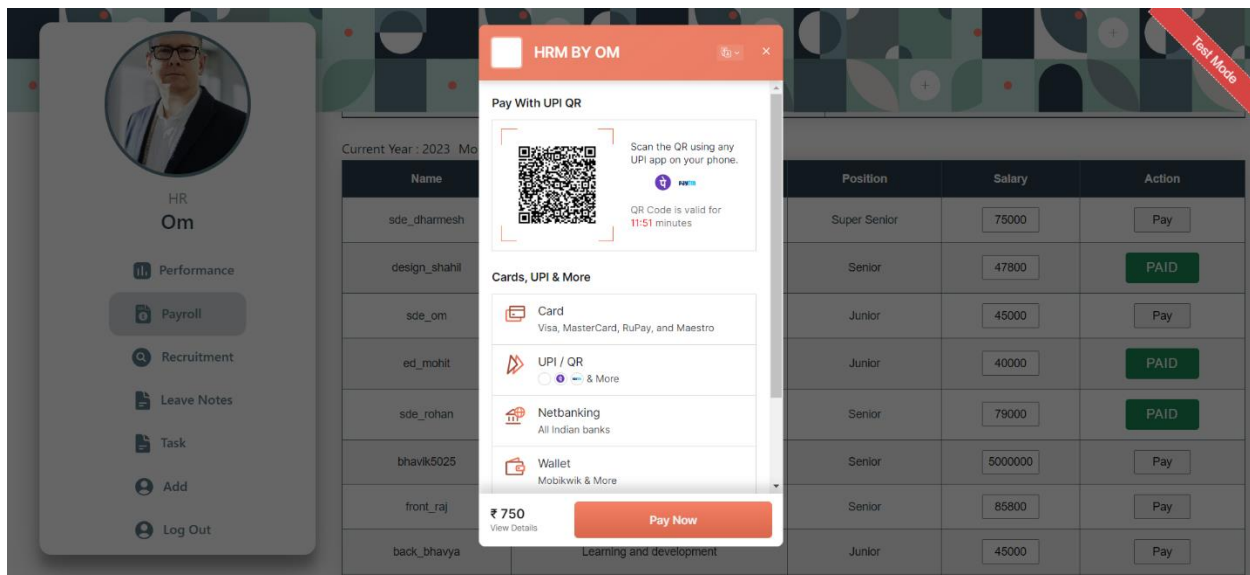 Test Mode
HR
Om
Performance
Payroll
Recruitment
Leave Notes
Task
Add
Log Out
Current Year : 2023 Mo
Name Position Salary Action
sde_dharmesh Super Senior 75000 Pay
design_shahil Senior 47800 PAID
sde_om Junior 45000 Pay
ed_mohit Junior 40000 PAID
sde_rohan Senior 79000 PAID
bhavik5025 Senior 5000000 Pay
front_raj Senior 85800 Pay
back_bhavya Learning and development Junior 45000 Pay
HRM BY OM
Pay With UPI QR
Scan the QR using any
UPI app on your phone.
QR Code is valid for
11:51 minutes
Cards, UPI & More
Card
Visa, MasterCard, RuPay, and Maestro
UPI / QR
& More
Netbanking
All Indian banks
Wallet
Mobikwik & More
₹ 750
View Details
Pay Now